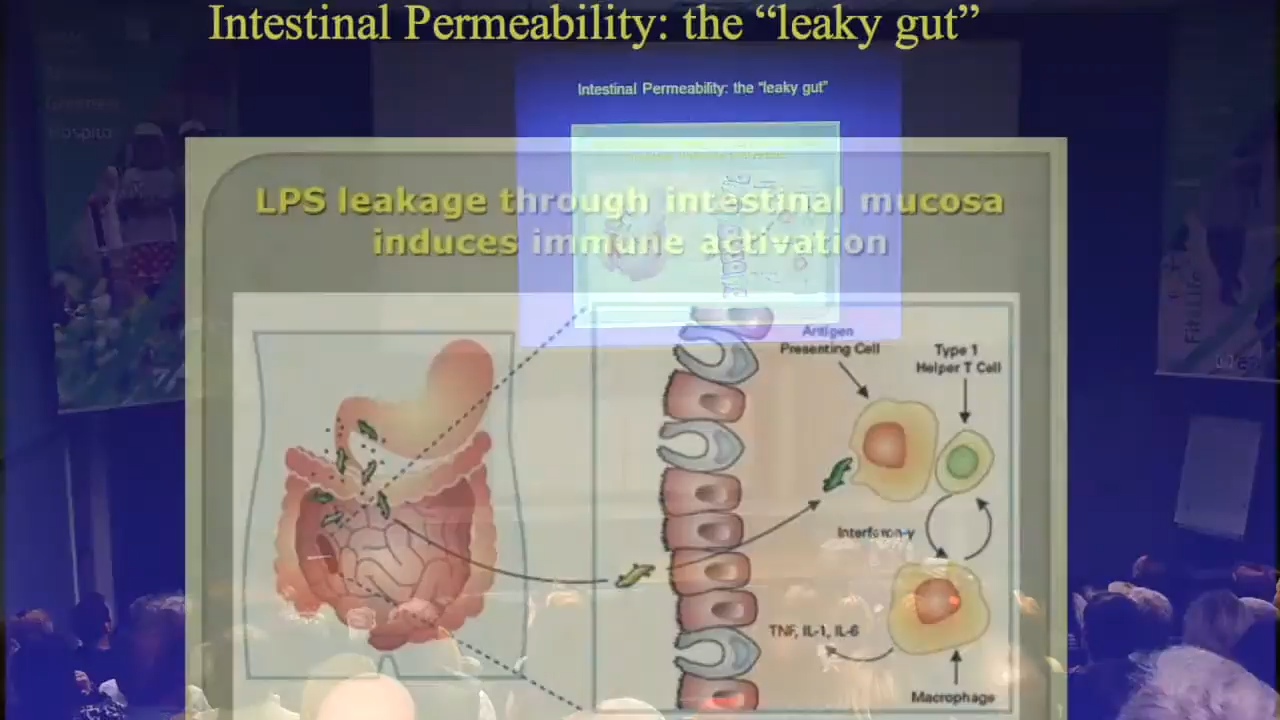 Intestinal Permeability: the “leaky gut”
Intestinal Permeability: the “leaky gut”
LPS leakage through intestinal mucosa
induces immune activation
Antigen
Presenting Cell
Type 1
Helper T Cell
Interferon-γ
TNF, IL-1, IL-6
Macrophage